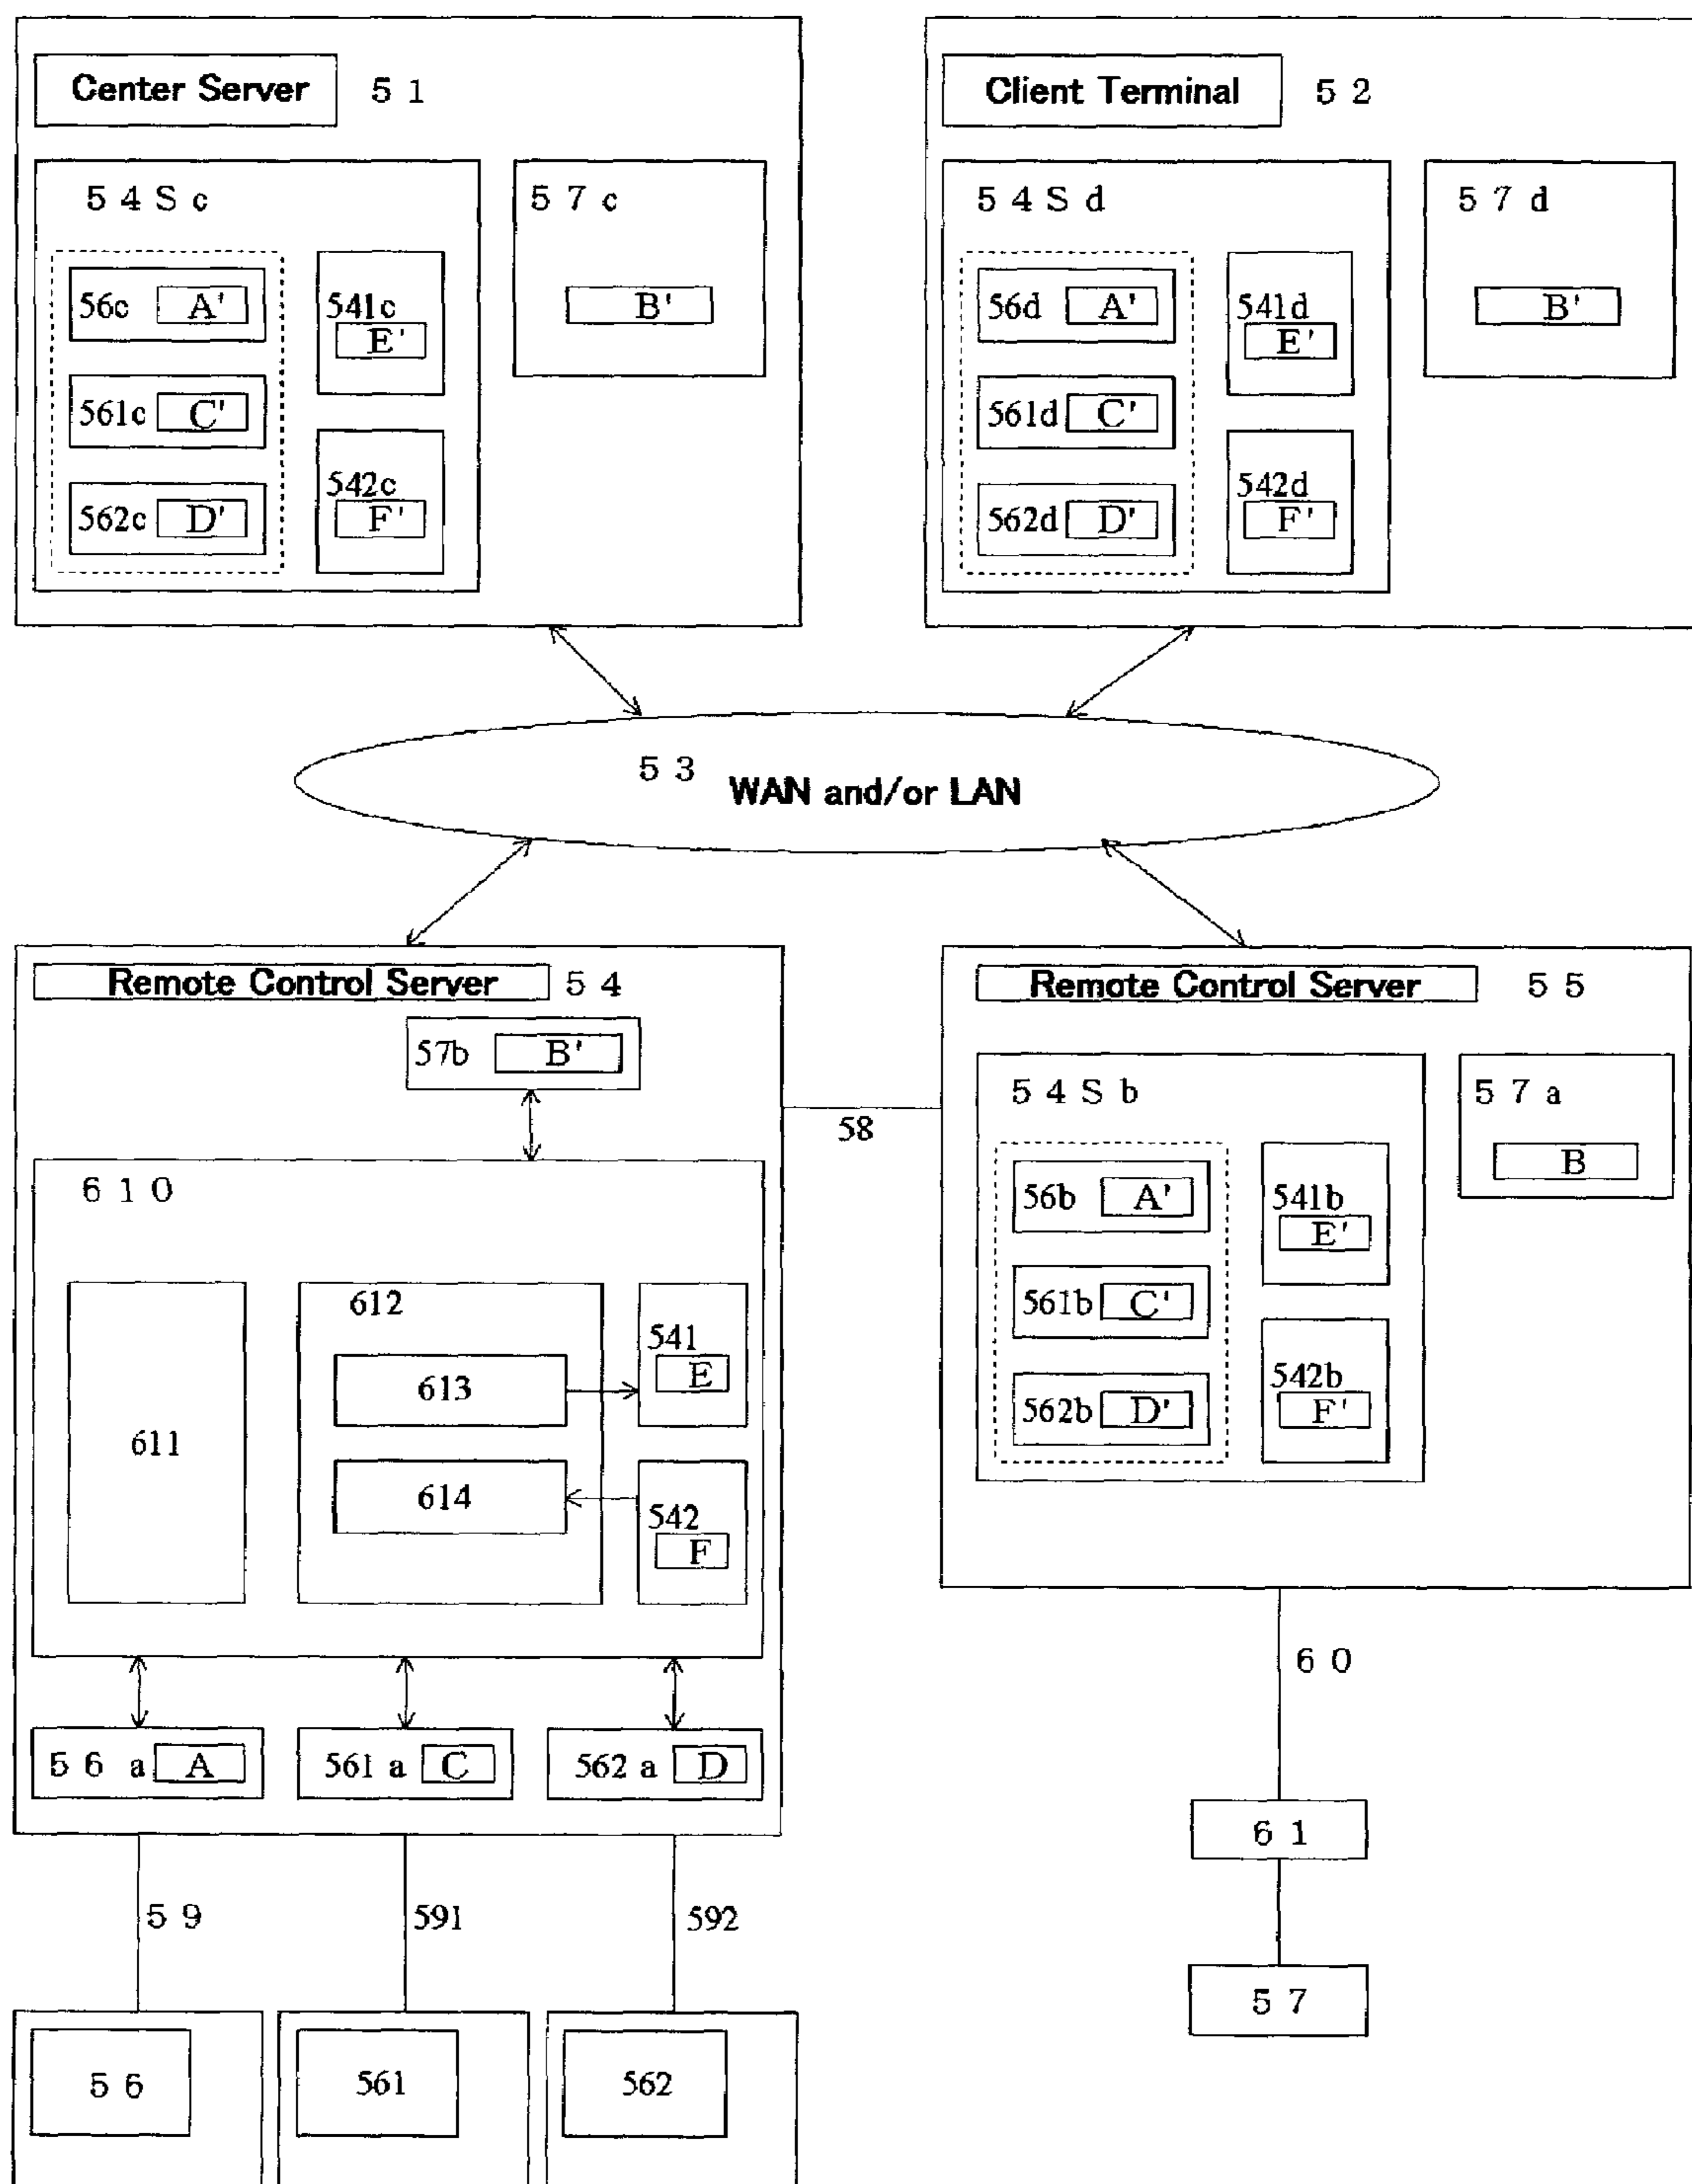 Center Server 5 1
5 4 S c
5 7 c
56c A'
541c
E'
B'
561c C'
542c
F'
562c D'
Client Terminal 5 2
5 4 S d
5 7 d
56d A'
541d
E'
B'
561d C'
542d
F'
562d D'
5 3
WAN and/or LAN
Remote Control Server 5 4
57b B'
58
6 1 0
611
612
613
614
541
E
542
F
5 6 a A
561 a C
562 a D
5 9
591
592
5 6
561
562
Remote Control Server 5 5
5 4 S b
5 7 a
B
56b A'
541b
E'
561b C'
542b
F'
562b D'
6 0
6 1
5 7